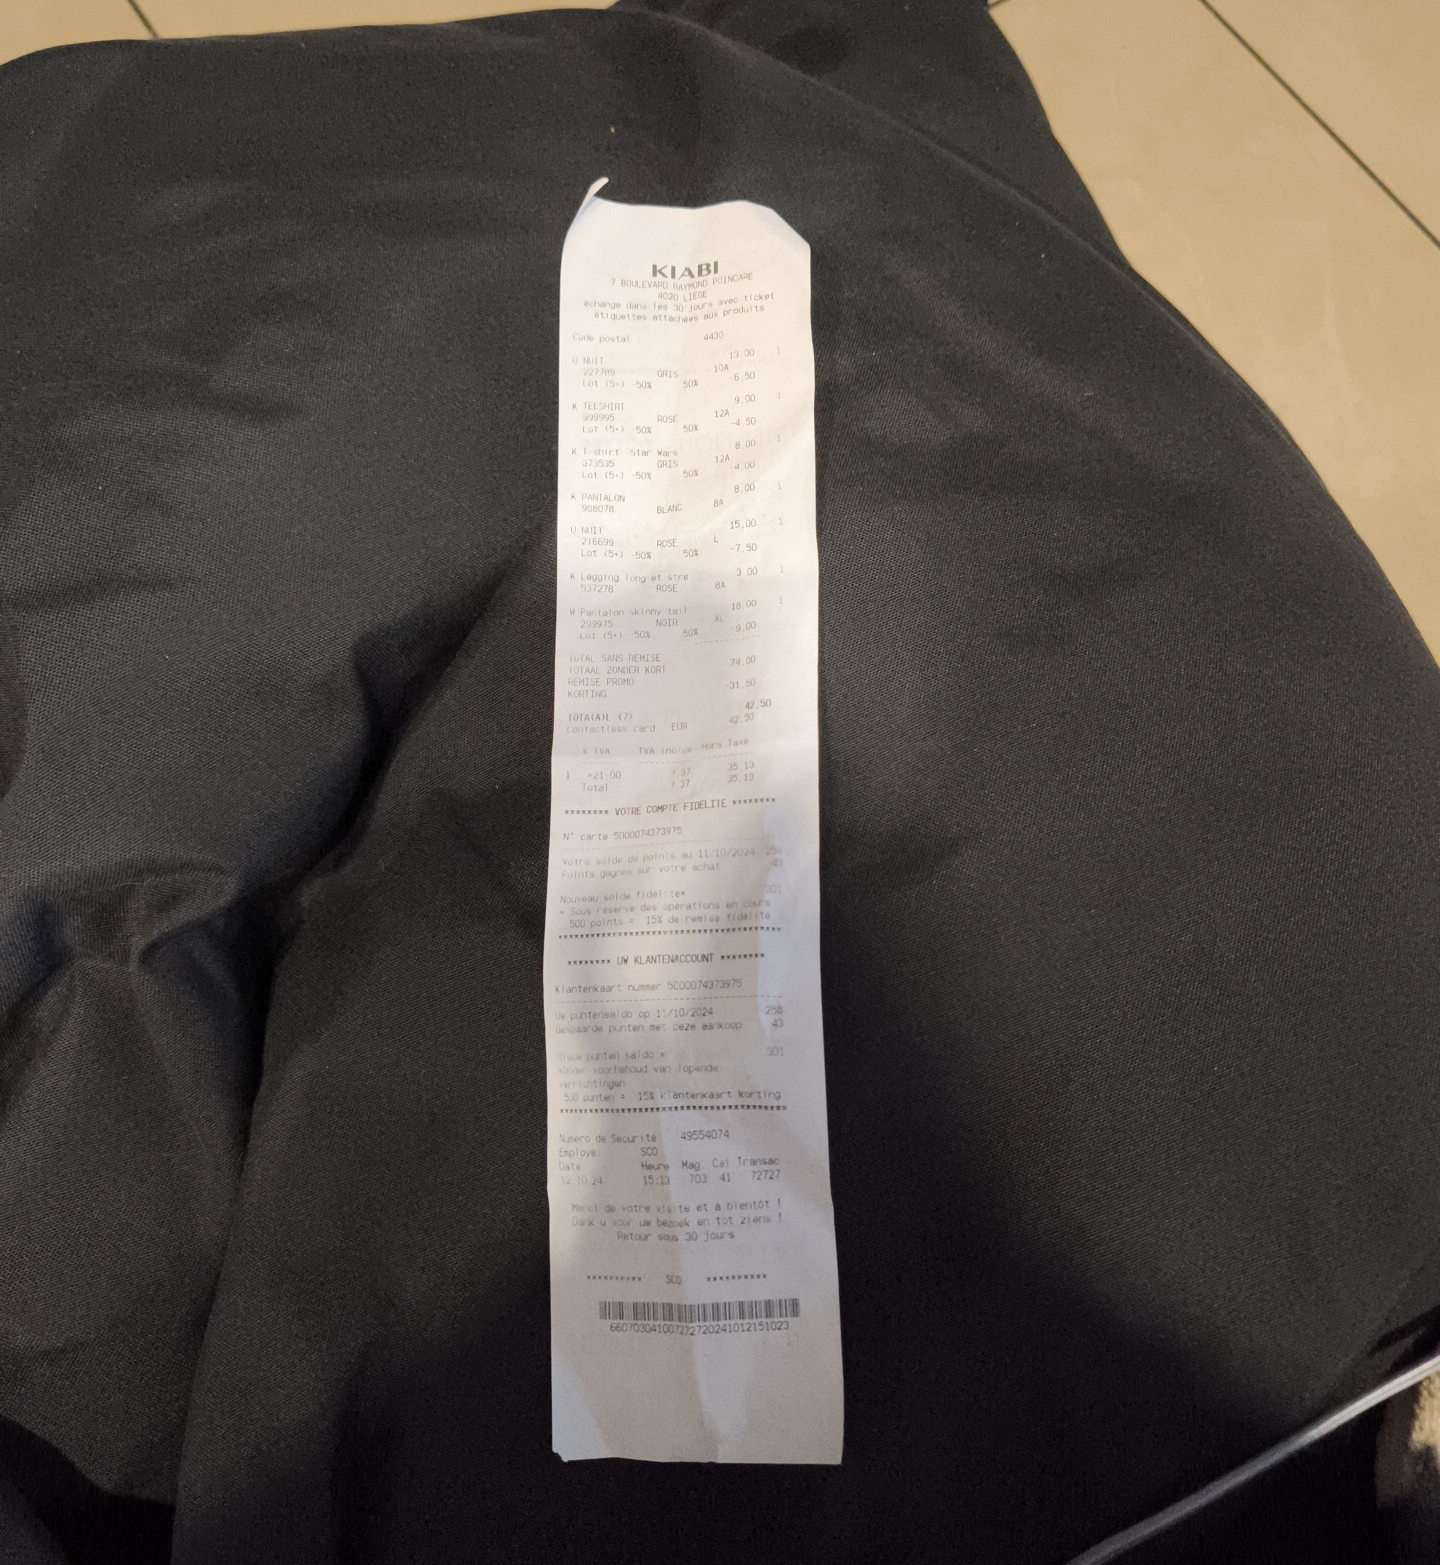 KIABI
7 BOULEVARD RAYMOND POINCARE
4020 LIEGE
échange dans les 30 jours avec ticket
étiquettes attachées aux produits
Code postal : 4430
U NUIT 13,00 1
227789 GRIS 10A
Lot (5+) -50% 50% -6,50
K TEESHIRT 9,00 1
999995 ROSE 12A
Lot (5+) -50% 50% -4,50
K T-shirt Star Wars 8,00 1
373535 GRIS 12A
Lot (5+) -50% 50% -4,00
K PANTALON 8,00 1
988078 BLANC 8A
U NUIT 15,00 1
216699 ROSE L
Lot (5+) -50% 50% -7,50
K Legging long et stre 3,00 1
537278 ROSE 8A
W Pantalon skinny tail 18,00 1
299975 NOIR XL
Lot (5+) -50% 50% -9,00
TOTAL SANS REMISE 74,00
TOTAAL ZONDER KORT
REMISE PROMO -31,50
KORTING
TOTA(A)L (7) 42,50
Contactless card EUR 42,50
% TVA TVA inclue Hors Taxe
1 >21.00 7,37 35,13
Total : 7,37 35,13
******** VOTRE COMPTE FIDELITE ********
N° carte 5000074373975
Votre solde de points au 11/10/2024 258
Points gagnés sur votre achat 43
Nouveau solde fidelite* 301
* Sous réserve des opérations en cours
500 points = 15% de remise fidélité
******** UW KLANTENACCOUNT ********
Klantenkaart nummer 5000074373975
Uw puntensaldo op 11/10/2024 258
Gespaarde punten met deze aankoop 43
Nieuw punten saldo * 301
*Onder voorbehoud van lopende
verrichtingen
500 punten = 15% klantenkaart korting
Numéro de Sécurité 49554074
Employé: SCO
Date Heure Mag. Cai Transac
12.10.24 15:13 703 41 72727
Merci de votre visite et à bientôt !
Dank u voor uw bezoek en tot ziens !
Retour sous 30 jours
********** SCO **********
66070304100727272024101215​1023